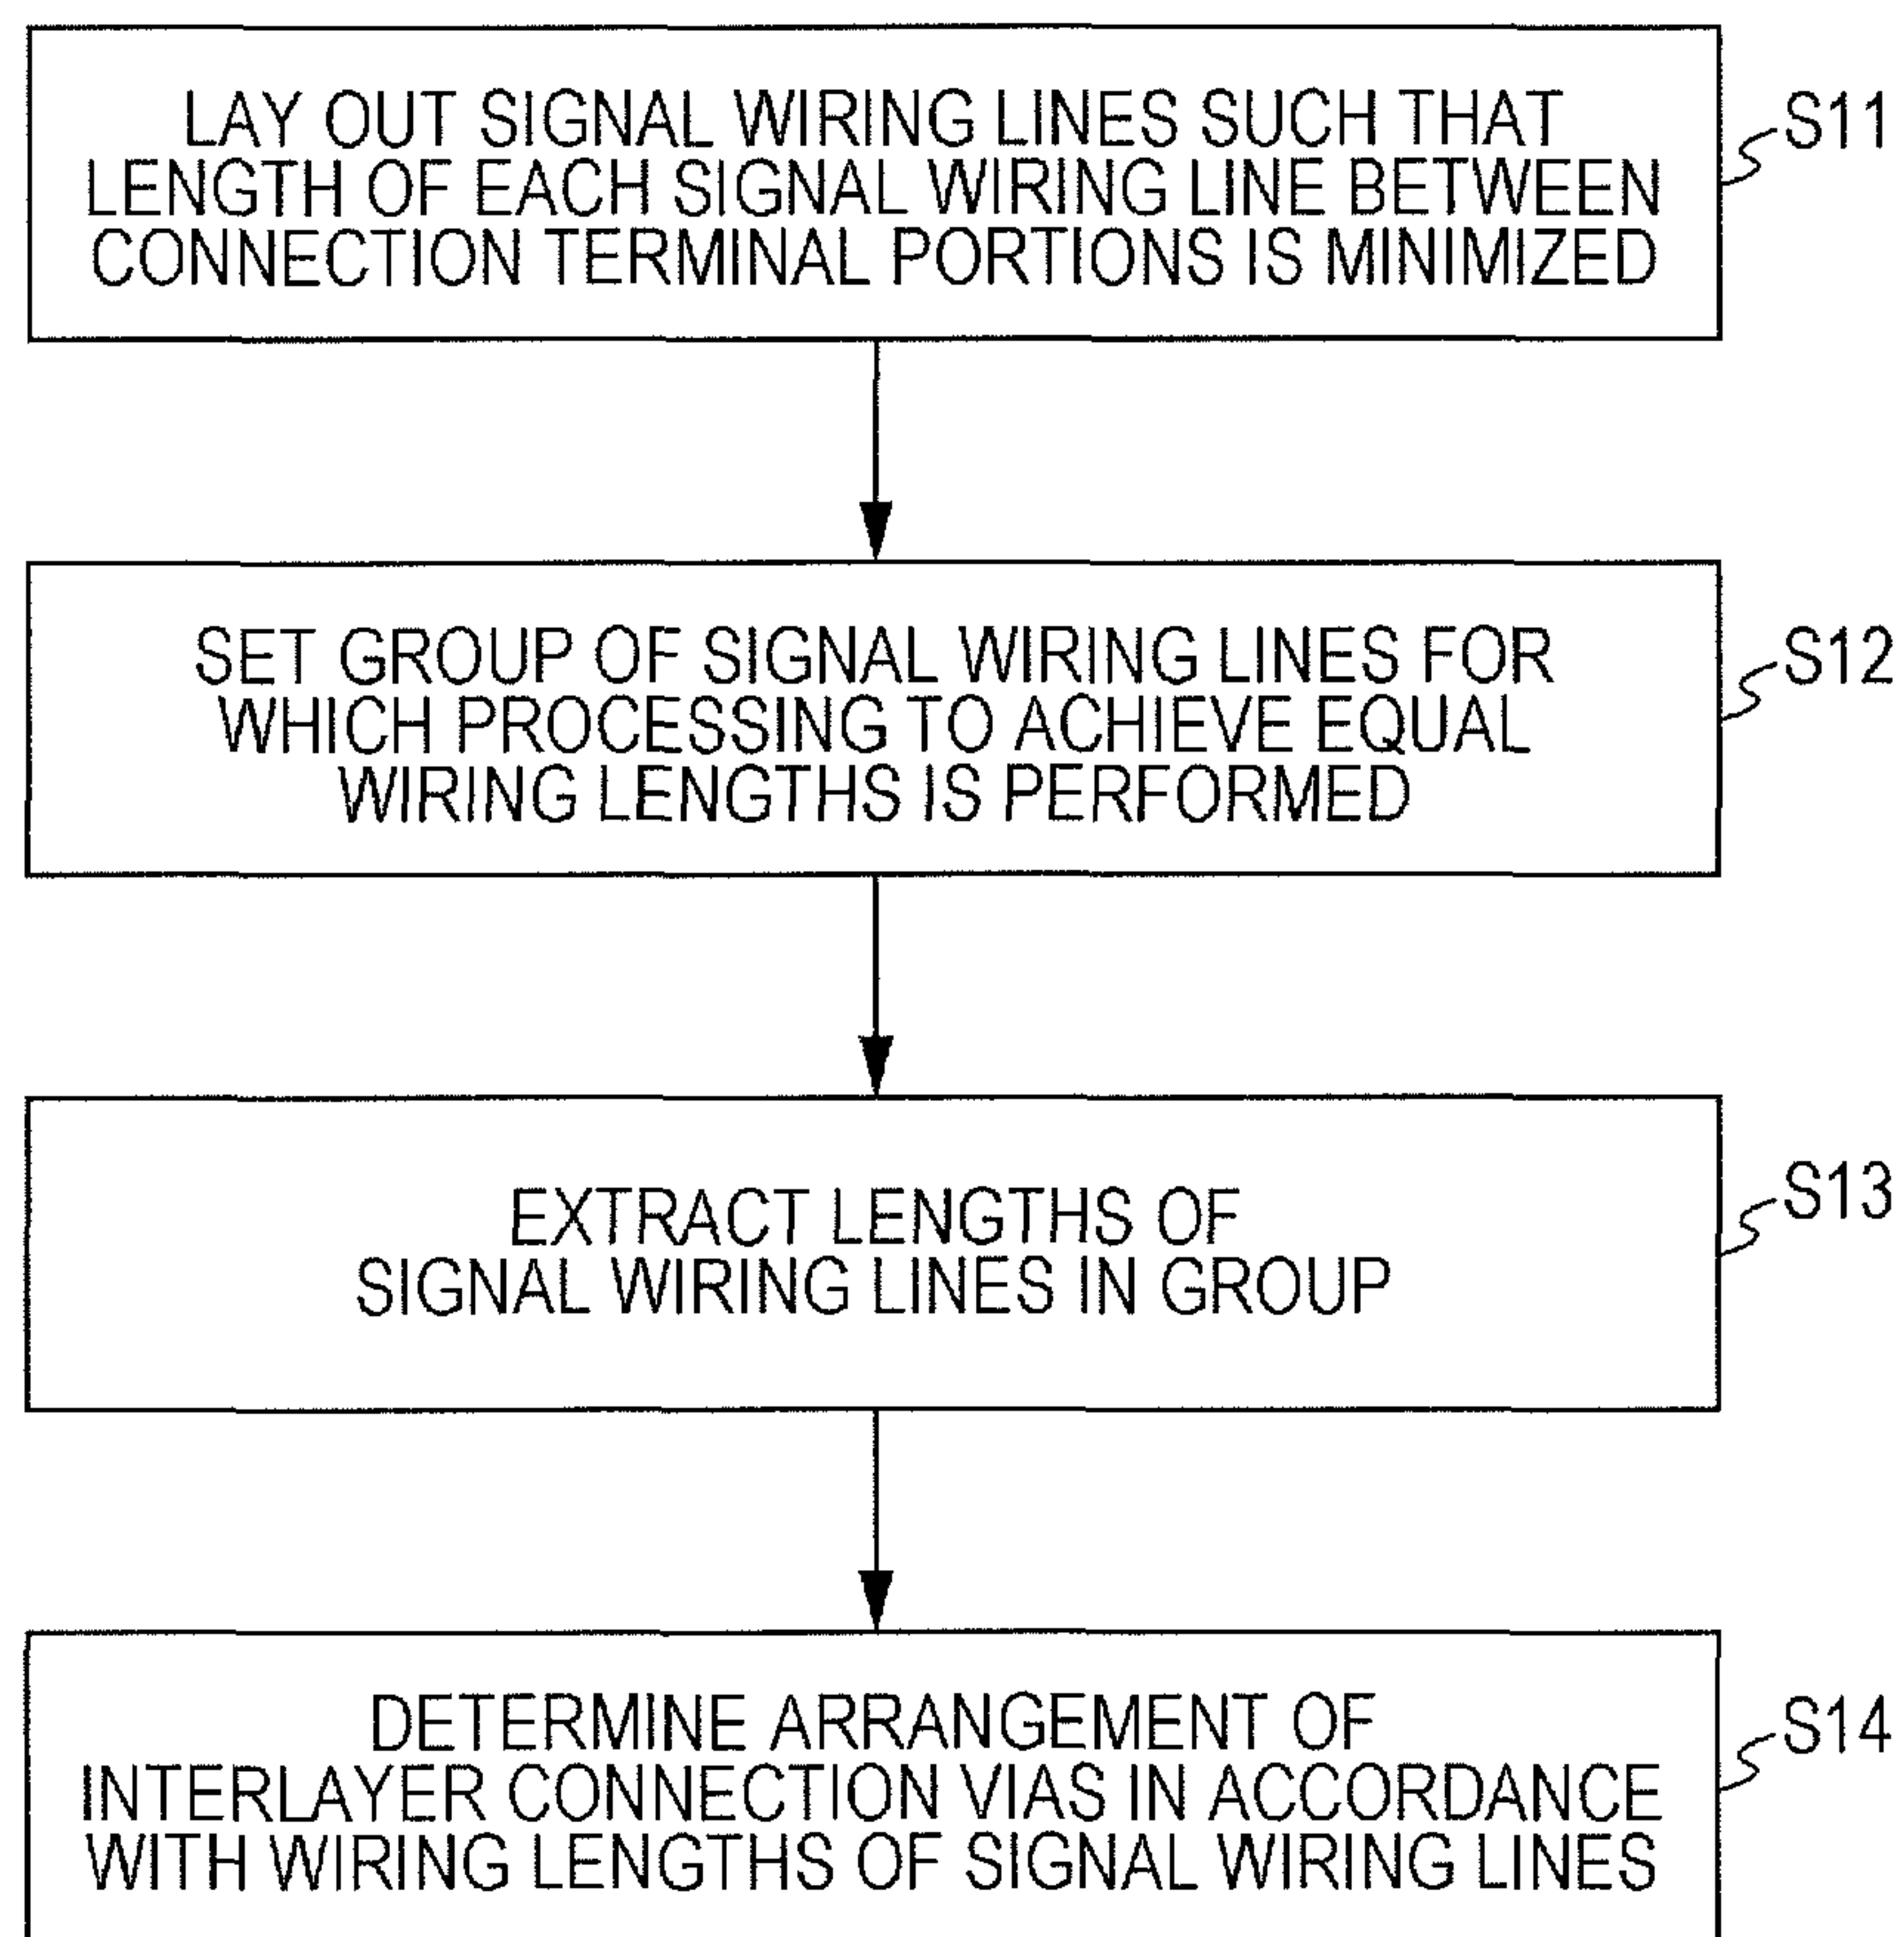 LAY OUT SIGNAL WIRING LINES SUCH THAT
LENGTH OF EACH SIGNAL WIRING LINE BETWEEN
CONNECTION TERMINAL PORTIONS IS MINIMIZED
S11
SET GROUP OF SIGNAL WIRING LINES FOR
WHICH PROCESSING TO ACHIEVE EQUAL
WIRING LENGTHS IS PERFORMED
S12
EXTRACT LENGTHS OF
SIGNAL WIRING LINES IN GROUP
S13
DETERMINE ARRANGEMENT OF
INTERLAYER CONNECTION VIAS IN ACCORDANCE
WITH WIRING LENGTHS OF SIGNAL WIRING LINES
S14